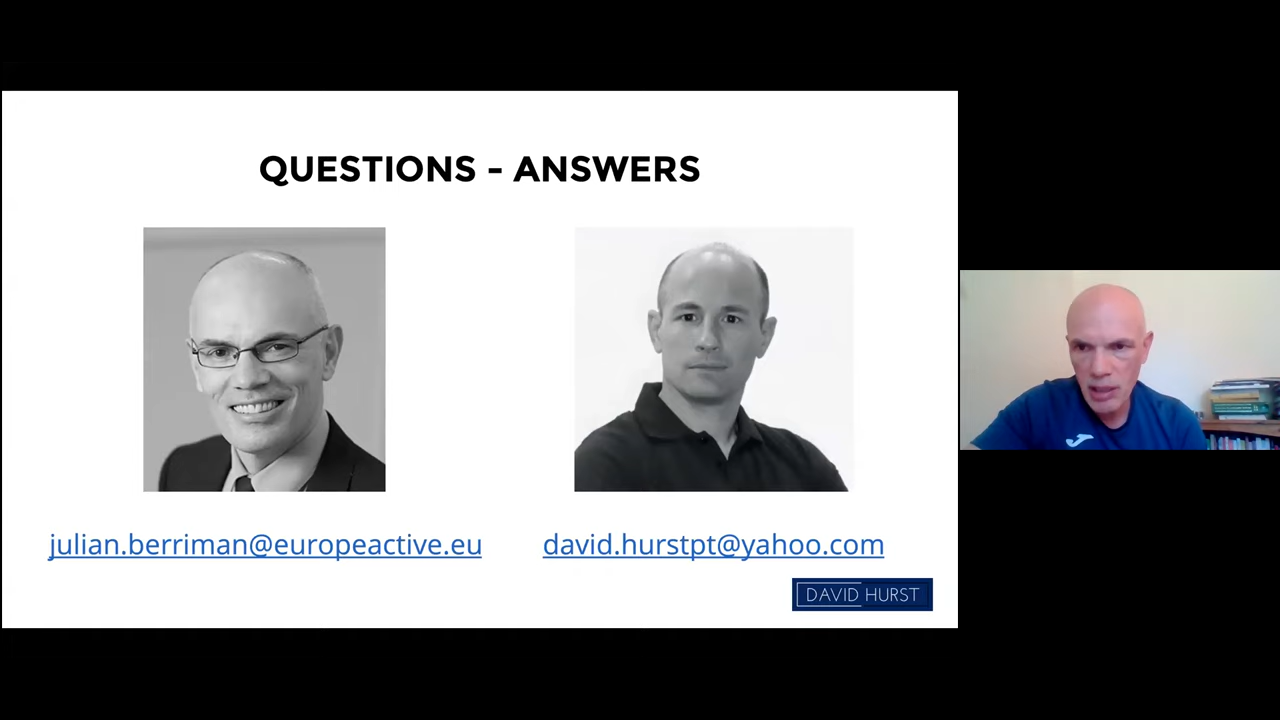 QUESTIONS - ANSWERS
julian.berriman@europeactive.eu
david.hurstpt@yahoo.com
DAVID HURST